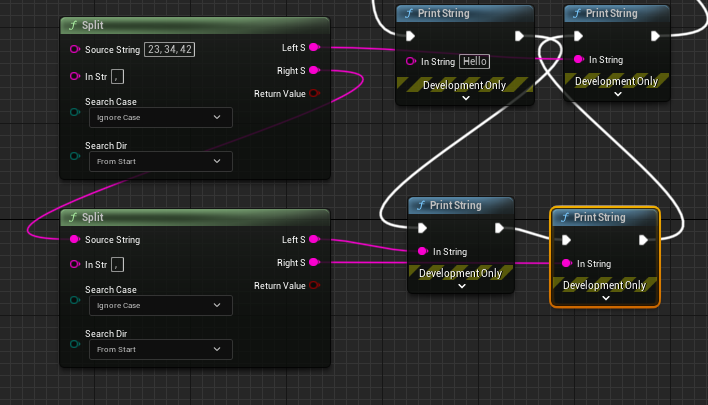 f Split
Source String 23,34,42
Left S
In Str ,
Right S
Return Value
Search Case
Ignore Case
Search Dir
From Start
f Print String
In String Hello
Development Only
f Print String
In String
Development Only
f Split
Source String
Left S
In Str ,
Right S
Return Value
Search Case
Ignore Case
Search Dir
From Start
f Print String
In String
Development Only
f Print String
In String
Development Only